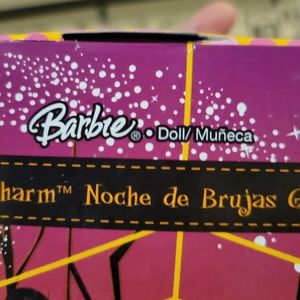 Barbie® • Doll/ Muñeca
harm™ Noche de Brujas G